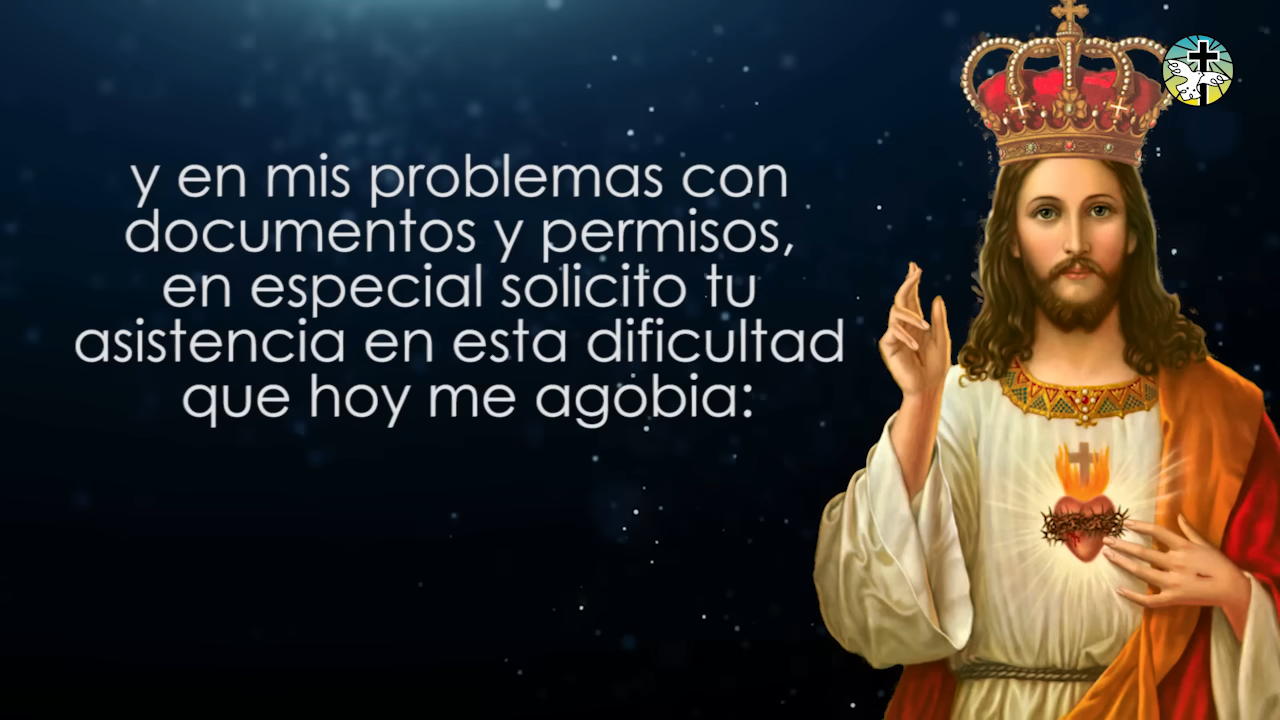 y en mis problemas con
documentos y permisos,
en especial solicito tu
asistencia en esta dificultad
que hoy me agobia: